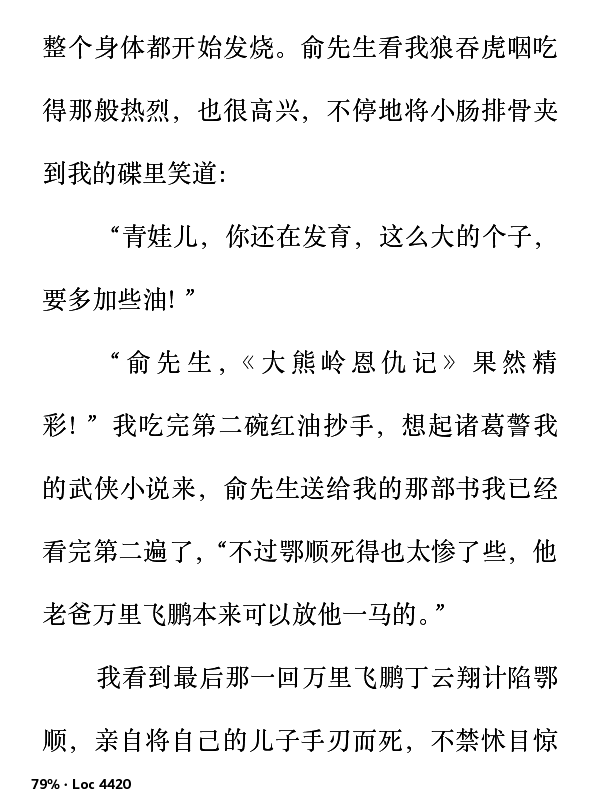 整个身体都开始发烧。俞先生看我狼吞虎咽吃
得那般热烈，也很高兴，不停地将小肠排骨夹
到我的碟里笑道：
“青娃儿，你还在发育，这么大的个子，
要多加些油！”
“俞先生，《大熊岭恩仇记》果然精
彩！”我吃完第二碗红油抄手，想起诸葛警我
的武侠小说来，俞先生送给我的那部书我已经
看完第二遍了，“不过鄂顺死得也太惨了些，他
老爸万里飞鹏本来可以放他一马的。”
我看到最后那一回万里飞鹏丁云翔计陷鄂
顺，亲自将自己的儿子手刃而死，不禁怵目惊
79% · Loc 4420